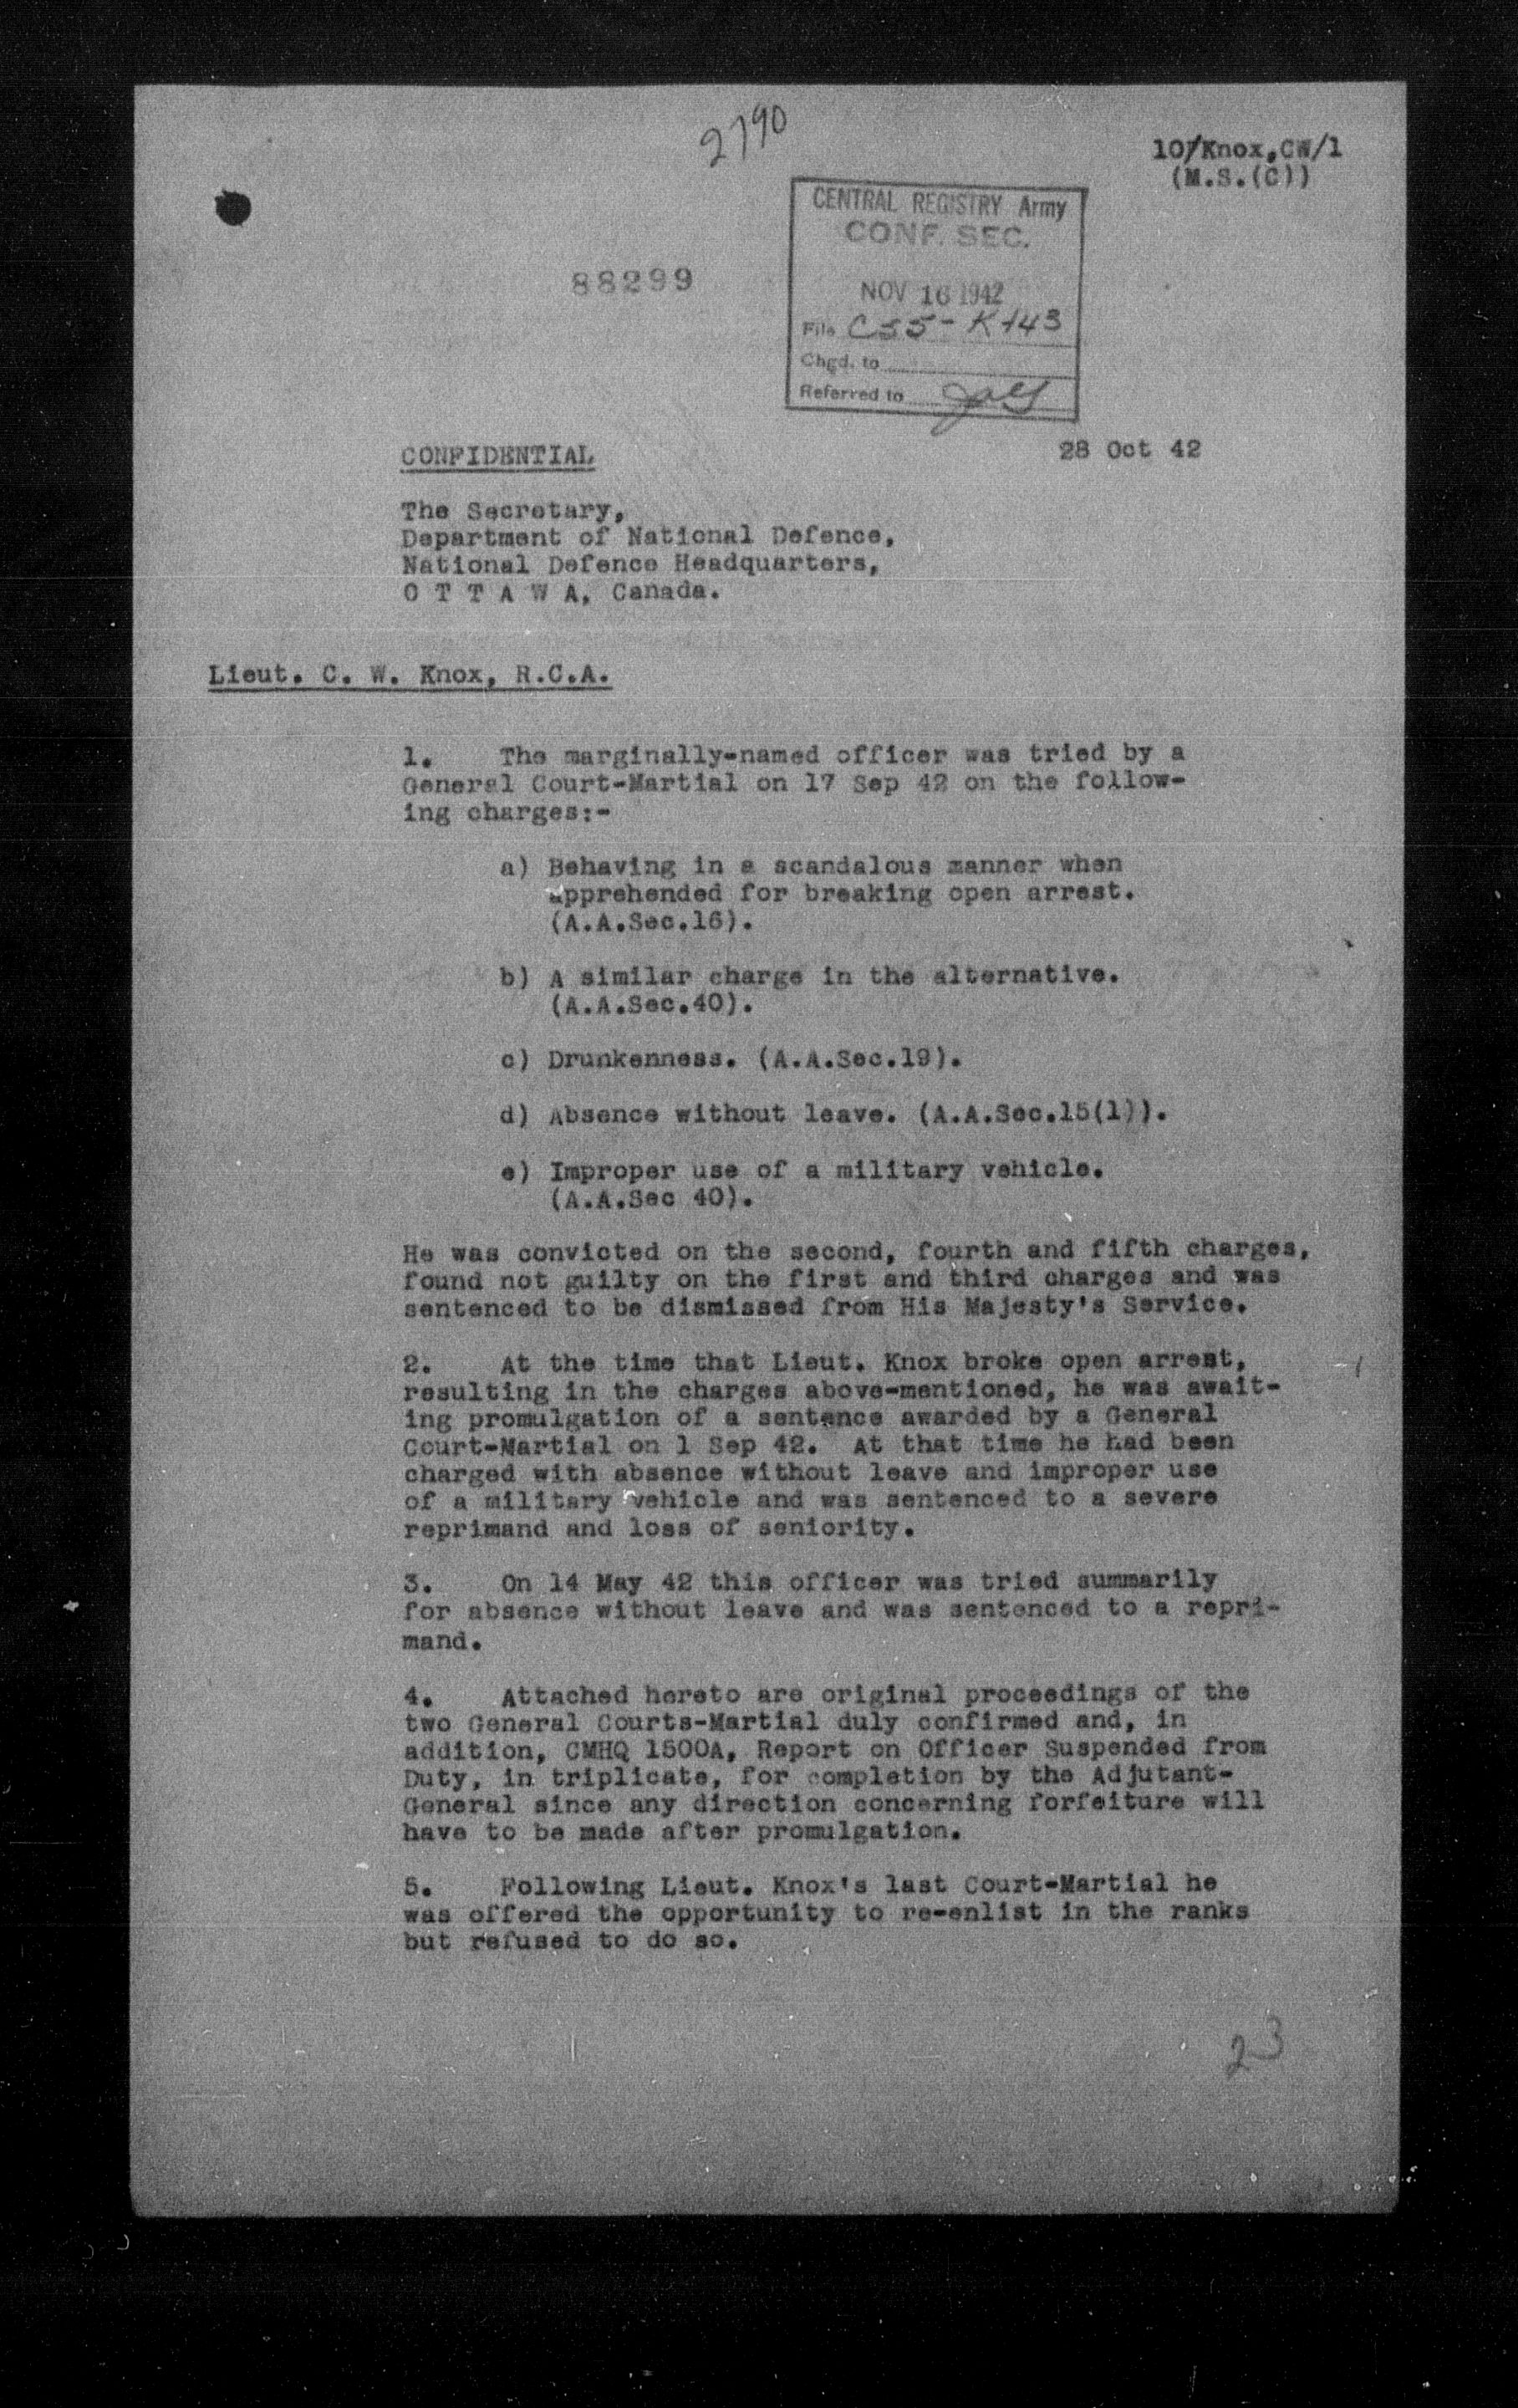 2790
10/Knox,CW/1
(M.S.(C))
CENTRAL REGISTRY Army
CONF. SEC.
88299
NOV 16 1942
File C55-K143
Chgd. to
Referred to
CONFIDENTIAL
28 Oct 42
The Secretary,
Department of National Defence,
National Defence Headquarters,
O T T A W A, Canada.
Lieut. C. W. Knox, R.C.A.
1. The marginally-named officer was tried by a
General Court-Martial on 17 Sep 42 on the follow-
ing charges:-
a) Behaving in a scandalous manner when
apprehended for breaking open arrest.
(A.A.Sec.16).
b) A similar charge in the alternative.
(A.A.Sec.40).
c) Drunkenness. (A.A.Sec.19).
d) Absence without leave. (A.A.Sec.15(1)).
e) Improper use of a military vehicle.
(A.A.Sec 40).
He was convicted on the second, fourth and fifth charges,
found not guilty on the first and third charges and was
sentenced to be dismissed from His Majesty's Service.
2. At the time that Lieut. Knox broke open arrest,
resulting in the charges above-mentioned, he was await-
ing promulgation of a sentence awarded by a General
Court-Martial on 1 Sep 42. At that time he had been
charged with absence without leave and improper use
of a military vehicle and was sentenced to a severe
reprimand and loss of seniority.
3. On 14 May 42 this officer was tried summarily
for absence without leave and was sentenced to a repri-
mand.
4. Attached hereto are original proceedings of the
two General Courts-Martial duly confirmed and, in
addition, CMHQ 1500A, Report on Officer Suspended from
Duty, in triplicate, for completion by the Adjutant-
General since any direction concerning forfeiture will
have to be made after promulgation.
5. Following Lieut. Knox's last Court-Martial he
was offered the opportunity to re-enlist in the ranks
but refused to do so.
23